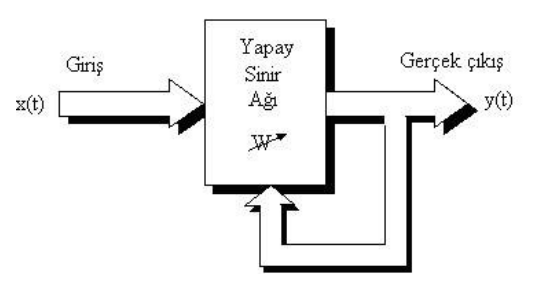 Giriş
x(t)
Yapay
Sinir
Ağı
W
Gerçek çıkış
y(t)